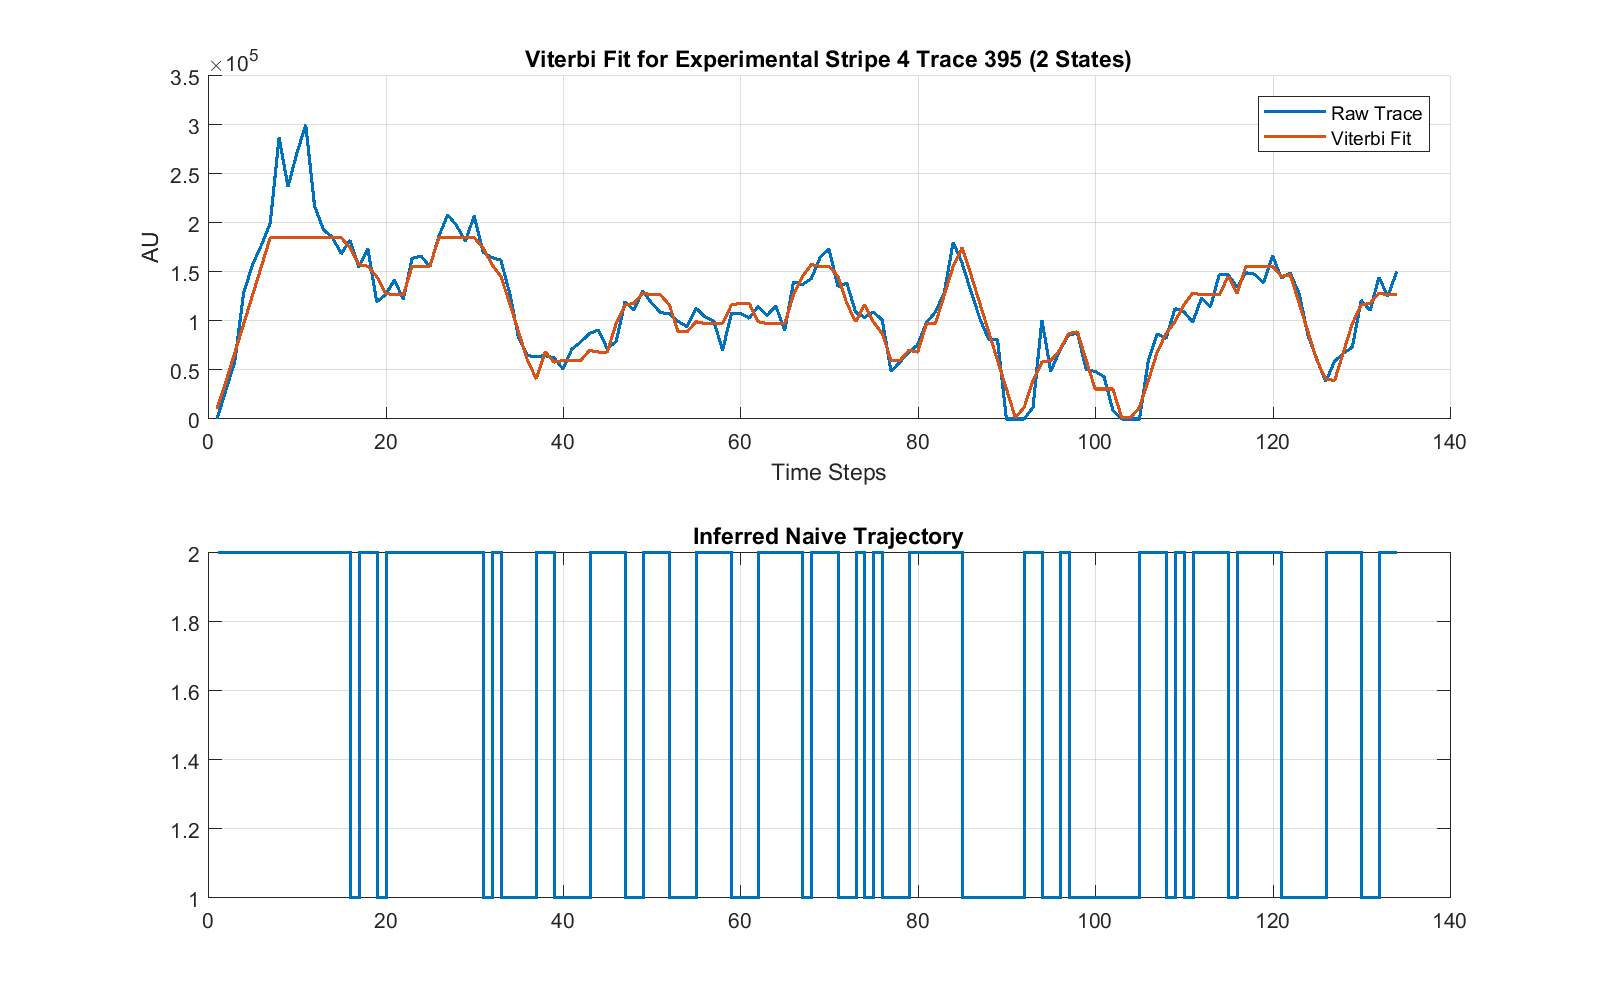 Viterbi Fit for Experimental Stripe 4 Trace 395 (2 States)
×10^5
3.5
3
2.5
2
1.5
1
0.5
0
AU
Raw Trace
Viterbi Fit
0 20 40 60 80 100 120 140
Time Steps
Inferred Naive Trajectory
2
1.8
1.6
1.4
1.2
1
0 20 40 60 80 100 120 140